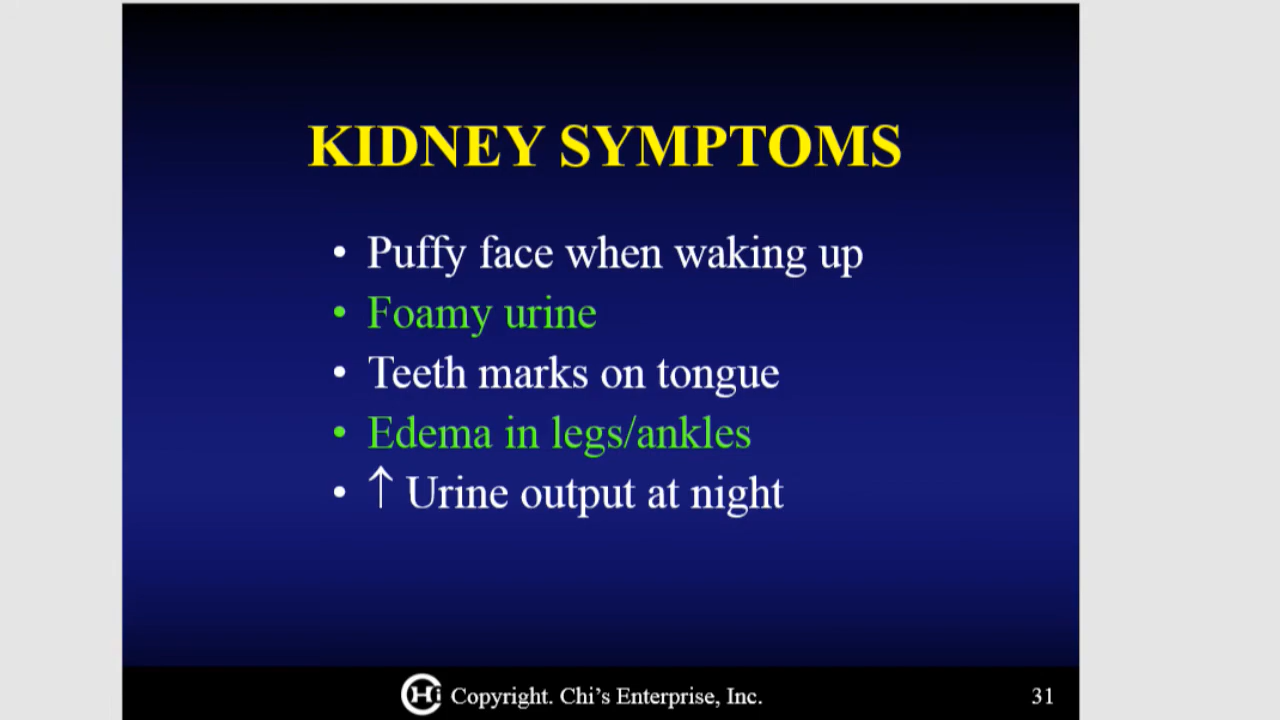 KIDNEY SYMPTOMS
• Puffy face when waking up
• Foamy urine
• Teeth marks on tongue
• Edema in legs/ankles
• ↑ Urine output at night
CHi Copyright. Chi's Enterprise, Inc. 31